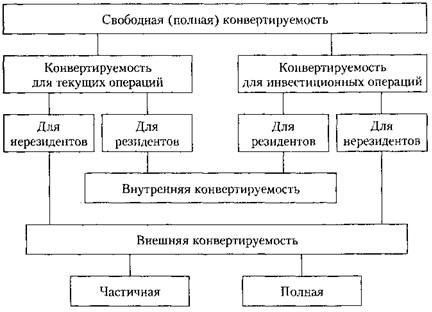 Свободная (полная) конвертируемость
Конвертируемость
для текущих операций
Конвертируемость
для инвестиционных операций
Для
нерезидентов
Для
резидентов
Для
резидентов
Для
нерезидентов
Внутренняя конвертируемость
Внешняя конвертируемость
Частичная
Полная